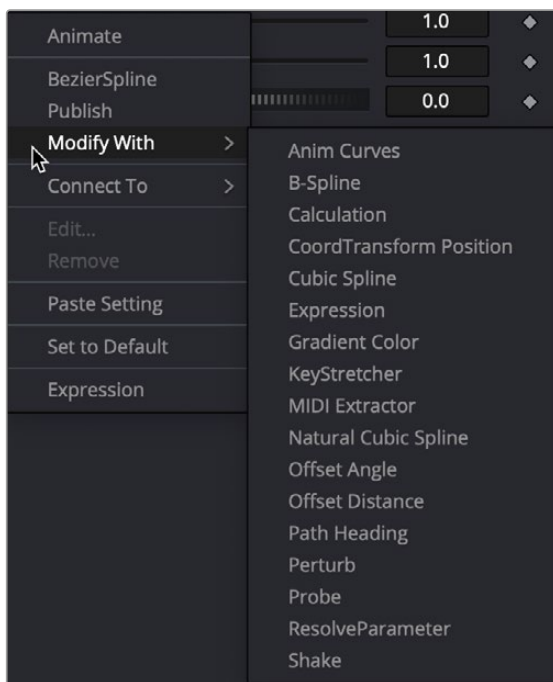 1.0
1.0
0.0
Animate
BezierSpline
Publish
Modify With
Connect To
Edit...
Remove
Paste Setting
Set to Default
Expression
Anim Curves
B-Spline
Calculation
CoordTransform Position
Cubic Spline
Expression
Gradient Color
KeyStretcher
MIDI Extractor
Natural Cubic Spline
Offset Angle
Offset Distance
Path Heading
Perturb
Probe
ResolveParameter
Shake